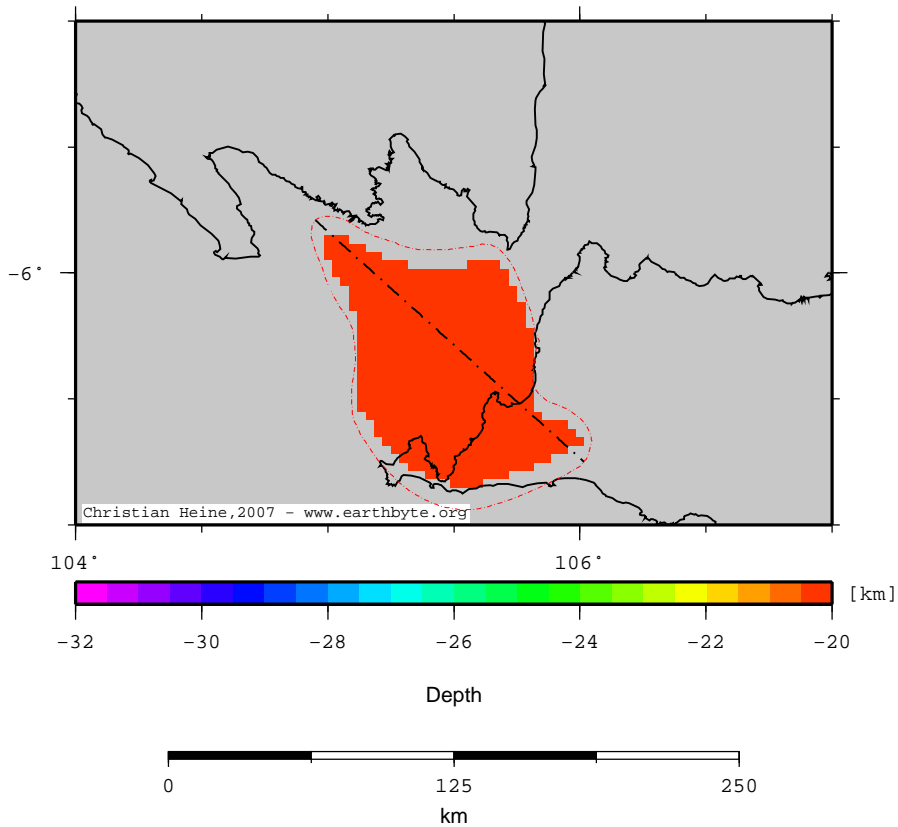 -6°
Christian Heine,2007 - www.earthbyte.org
104° 106°
[km]
-32 -30 -28 -26 -24 -22 -20
Depth
0 125 250
km